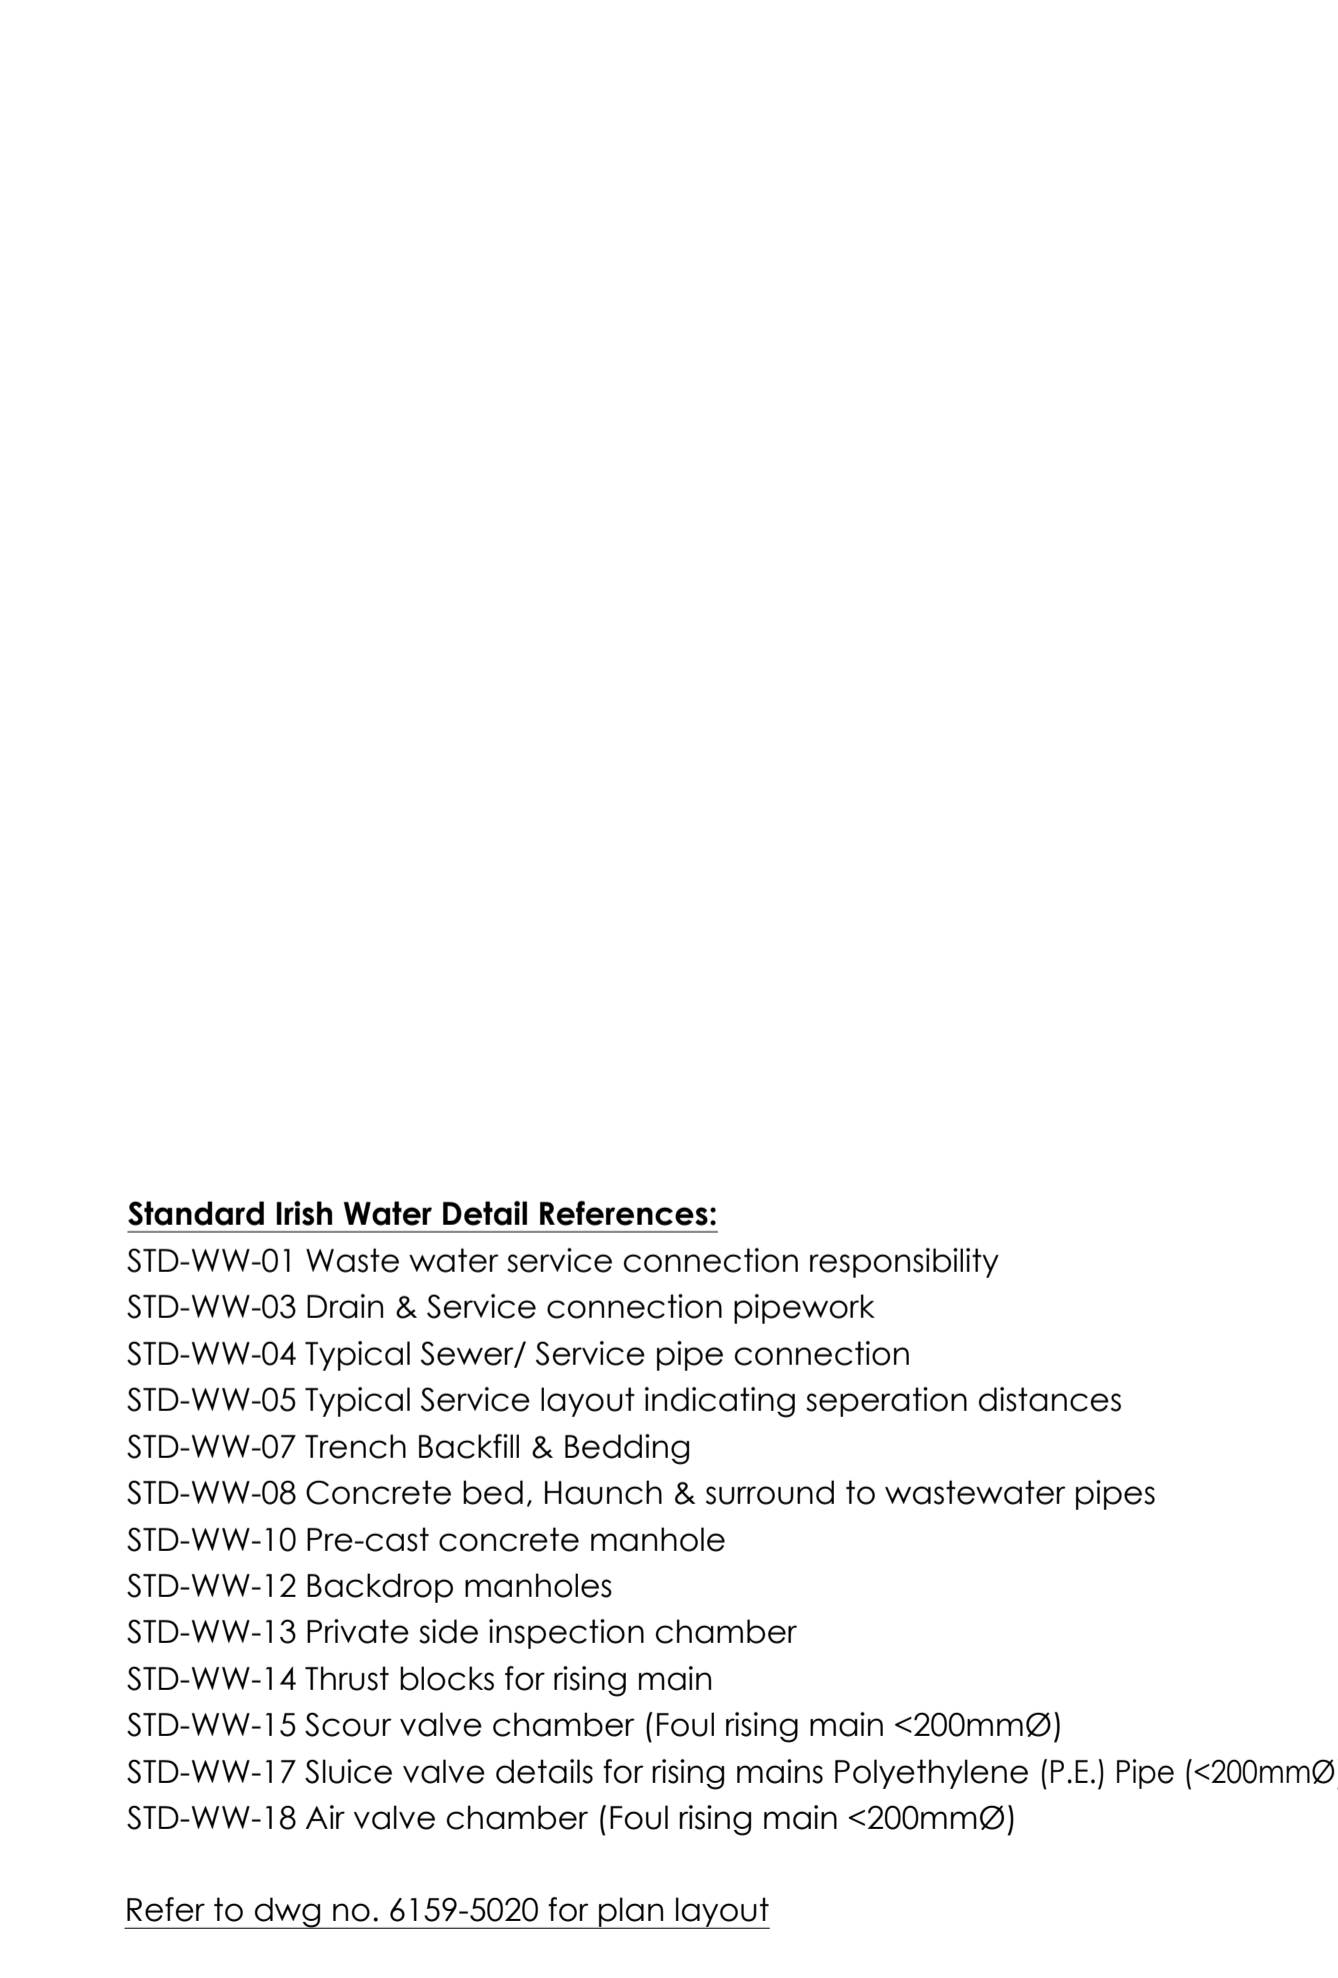 Standard Irish Water Detail References:
STD-WW-01 Waste water service connection responsibility
STD-WW-03 Drain & Service connection pipework
STD-WW-04 Typical Sewer/ Service pipe connection
STD-WW-05 Typical Service layout indicating seperation distances
STD-WW-07 Trench Backfill & Bedding
STD-WW-08 Concrete bed, Haunch & surround to wastewater pipes
STD-WW-10 Pre-cast concrete manhole
STD-WW-12 Backdrop manholes
STD-WW-13 Private side inspection chamber
STD-WW-14 Thrust blocks for rising main
STD-WW-15 Scour valve chamber (Foul rising main <200mmØ)
STD-WW-17 Sluice valve details for rising mains Polyethylene (P.E.) Pipe (<200mmØ
STD-WW-18 Air valve chamber (Foul rising main <200mmØ)
Refer to dwg no. 6159-5020 for plan layout